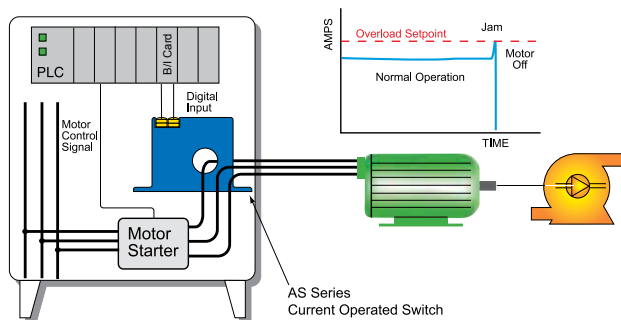 PLC
B/I Card
Digital
Input
Motor
Control
Signal
Motor
Starter
AS Series
Current Operated Switch
AMPS
Overload Setpoint
Jam
Motor
Off
Normal Operation
TIME